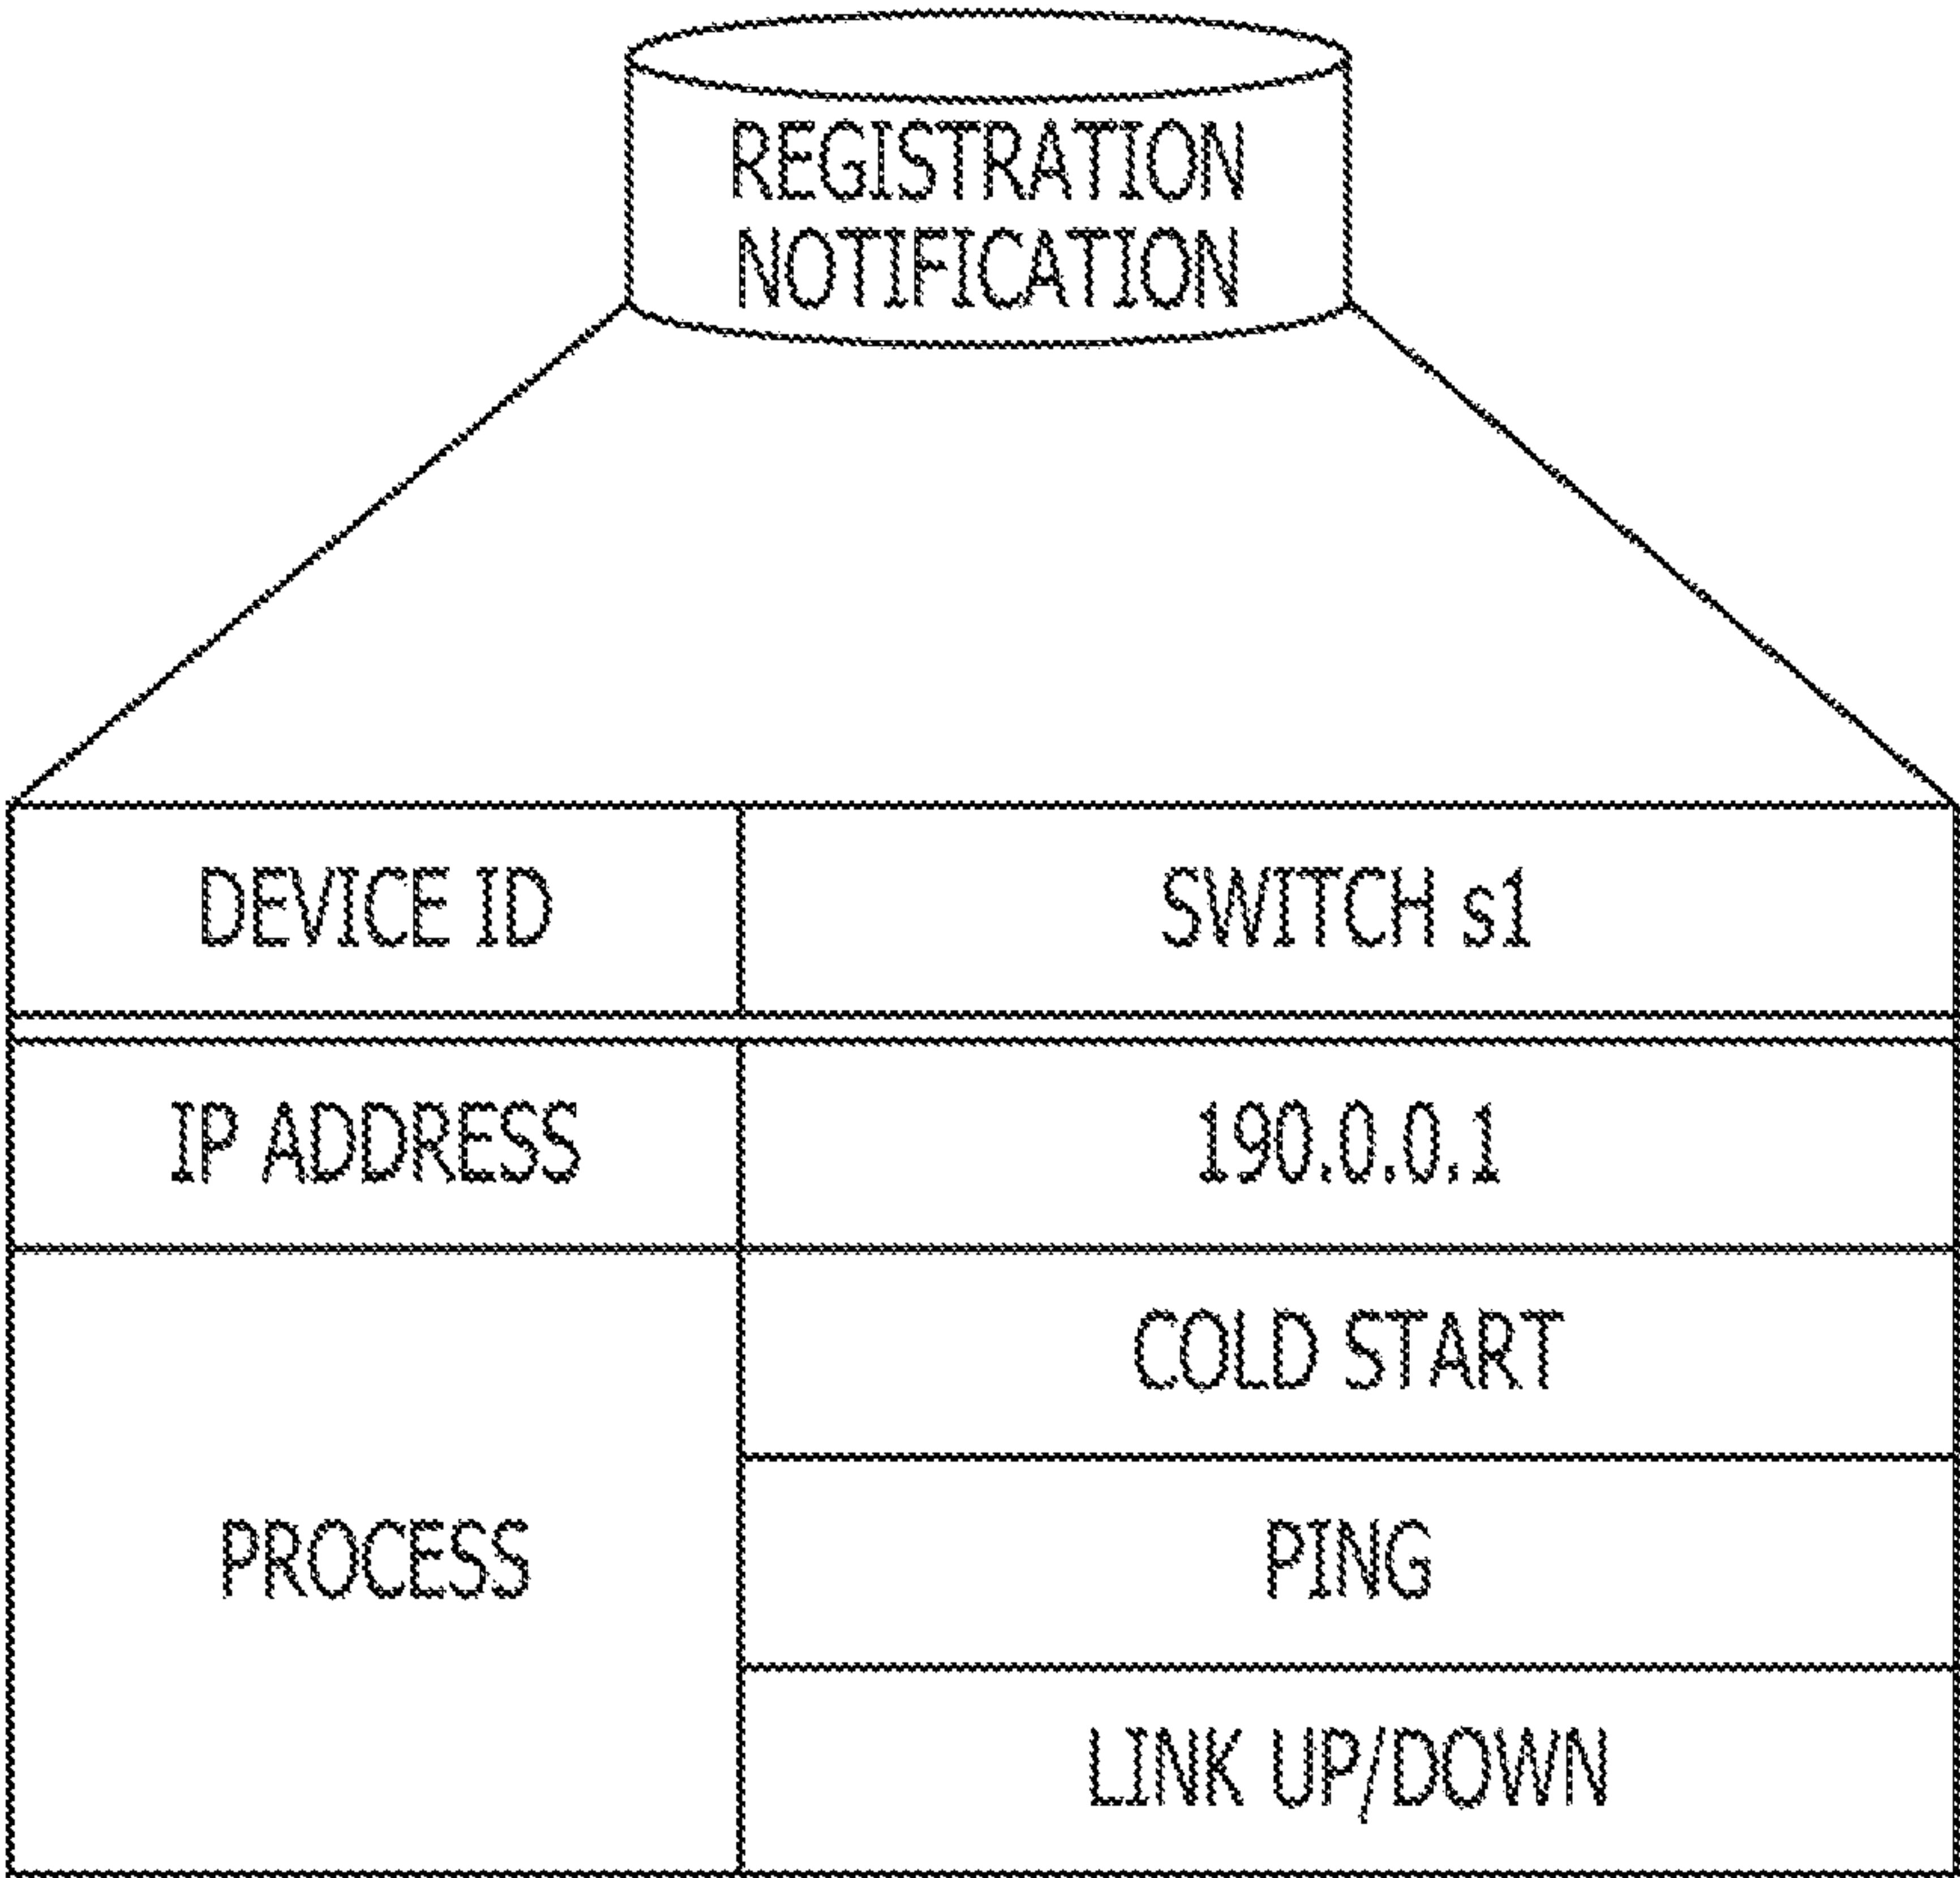 REGISTRATION
NOTIFICATION
DEVICE ID
SWITCH s1
IP ADDRESS
190.0.0.1
PROCESS
COLD START
PING
LINK UP/DOWN